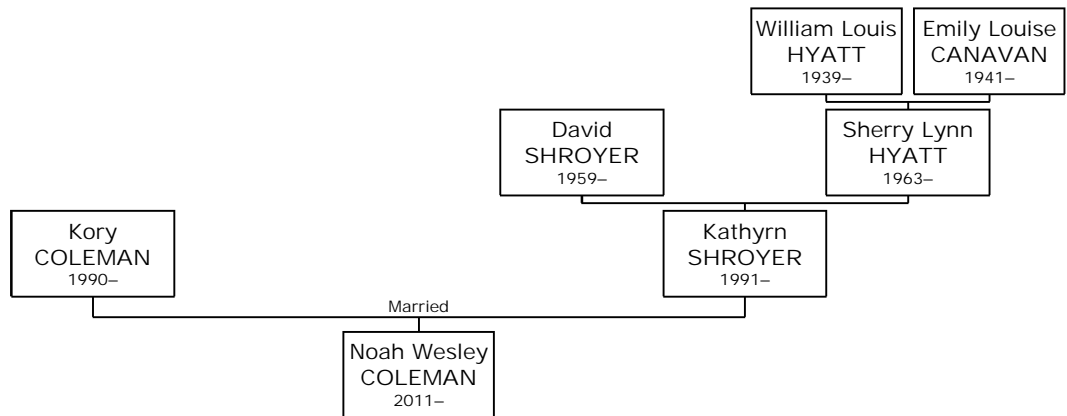 William Louis
HYATT
1939–
Emily Louise
CANAVAN
1941–
David
SHROYER
1959–
Sherry Lynn
HYATT
1963–
Kory
COLEMAN
1990–
Kathyrn
SHROYER
1991–
Married
Noah Wesley
COLEMAN
2011–